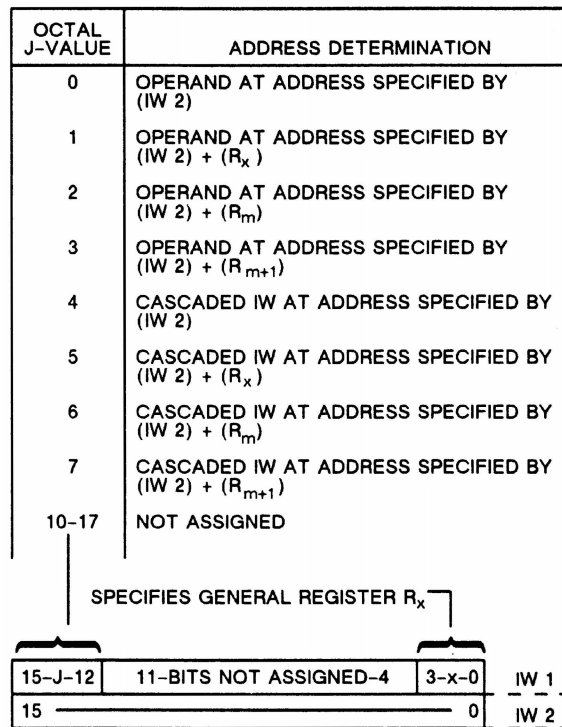 OCTAL
J-VALUE
ADDRESS DETERMINATION
0
OPERAND AT ADDRESS SPECIFIED BY
(IW 2)
1
OPERAND AT ADDRESS SPECIFIED BY
(IW 2) + (Rx)
2
OPERAND AT ADDRESS SPECIFIED BY
(IW 2) + (Rm)
3
OPERAND AT ADDRESS SPECIFIED BY
(IW 2) + (Rm+1)
4
CASCADED IW AT ADDRESS SPECIFIED BY
(IW 2)
5
CASCADED IW AT ADDRESS SPECIFIED BY
(IW 2) + (Rx)
6
CASCADED IW AT ADDRESS SPECIFIED BY
(IW 2) + (Rm)
7
CASCADED IW AT ADDRESS SPECIFIED BY
(IW 2) + (Rm+1)
10-17
NOT ASSIGNED
SPECIFIES GENERAL REGISTER Rx
15-J-12
11-BITS NOT ASSIGNED-4
3-x-0
IW 1
15
0
IW 2